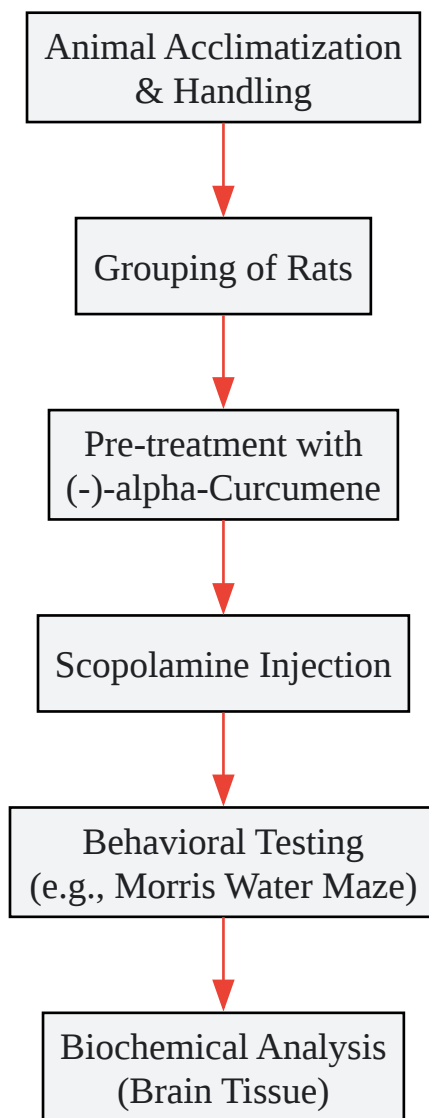 Animal Acclimatization
& Handling
Grouping of Rats
Pre-treatment with
(-)-alpha-Curcumene
Scopolamine Injection
Behavioral Testing
(e.g., Morris Water Maze)
Biochemical Analysis
(Brain Tissue)